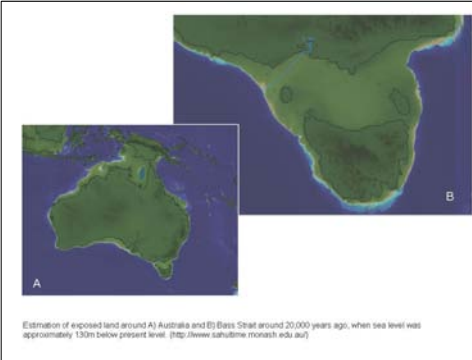 B
A
Estimation of exposed land around A) Australia and B) Bass Strait around 20,000 years ago, when sea level was
approximately 130m below present level. (http://www.sahultime.monash.edu.au/)